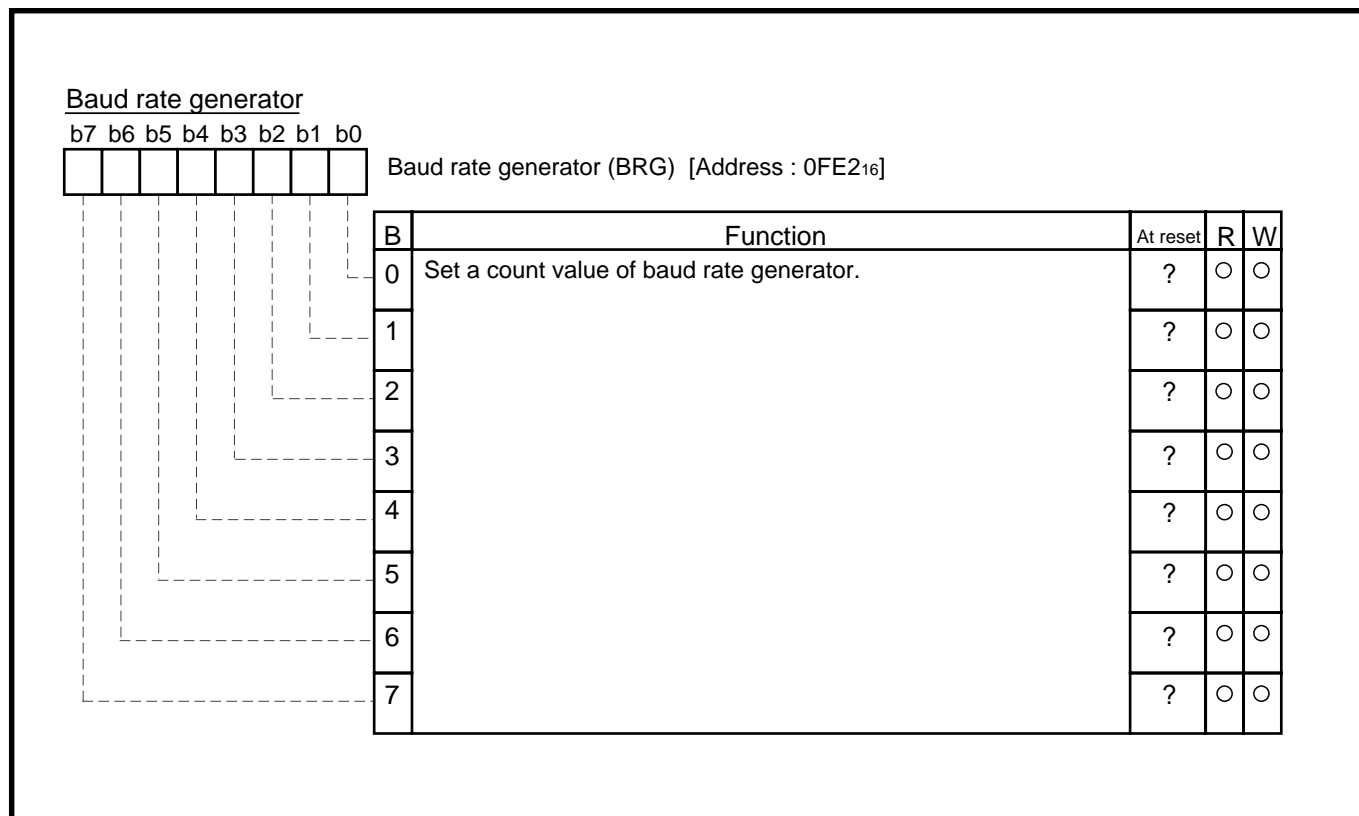 Baud rate generator
b7 b6 b5 b4 b3 b2 b1 b0
Baud rate generator (BRG) [Address : 0FE216]
B Function At reset R W
0 Set a count value of baud rate generator. ? ○ ○
1 ? ○ ○
2 ? ○ ○
3 ? ○ ○
4 ? ○ ○
5 ? ○ ○
6 ? ○ ○
7 ? ○ ○